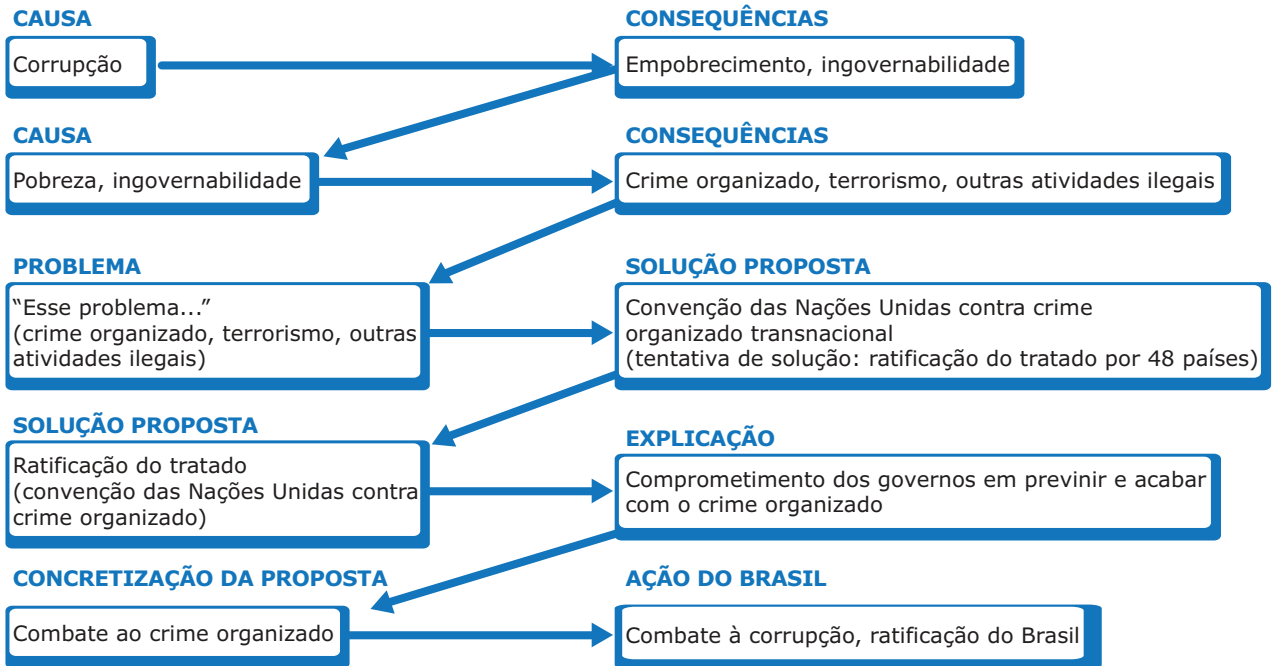 CAUSA
Corrupção
CONSEQUÊNCIAS
Empobrecimento, ingovernabilidade
CAUSA
Pobreza, ingovernabilidade
CONSEQUÊNCIAS
Crime organizado, terrorismo, outras atividades ilegais
PROBLEMA
“Esse problema...”
(crime organizado, terrorismo, outras
atividades ilegais)
SOLUÇÃO PROPOSTA
Convenção das Nações Unidas contra crime
organizado transnacional
(tentativa de solução: ratificação do tratado por 48 países)
SOLUÇÃO PROPOSTA
Ratificação do tratado
(convenção das Nações Unidas contra
crime organizado)
EXPLICAÇÃO
Comprometimento dos governos em previnir e acabar
com o crime organizado
CONCRETIZAÇÃO DA PROPOSTA
Combate ao crime organizado
AÇÃO DO BRASIL
Combate à corrupção, ratificação do Brasil